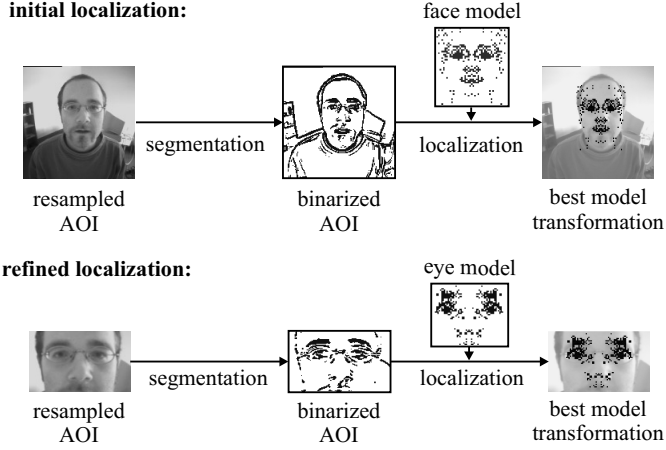 initial localization:
face model
segmentation
localization
resampled
AOI
binarized
AOI
best model
transformation
refined localization:
eye model
segmentation
localization
resampled
AOI
binarized
AOI
best model
transformation